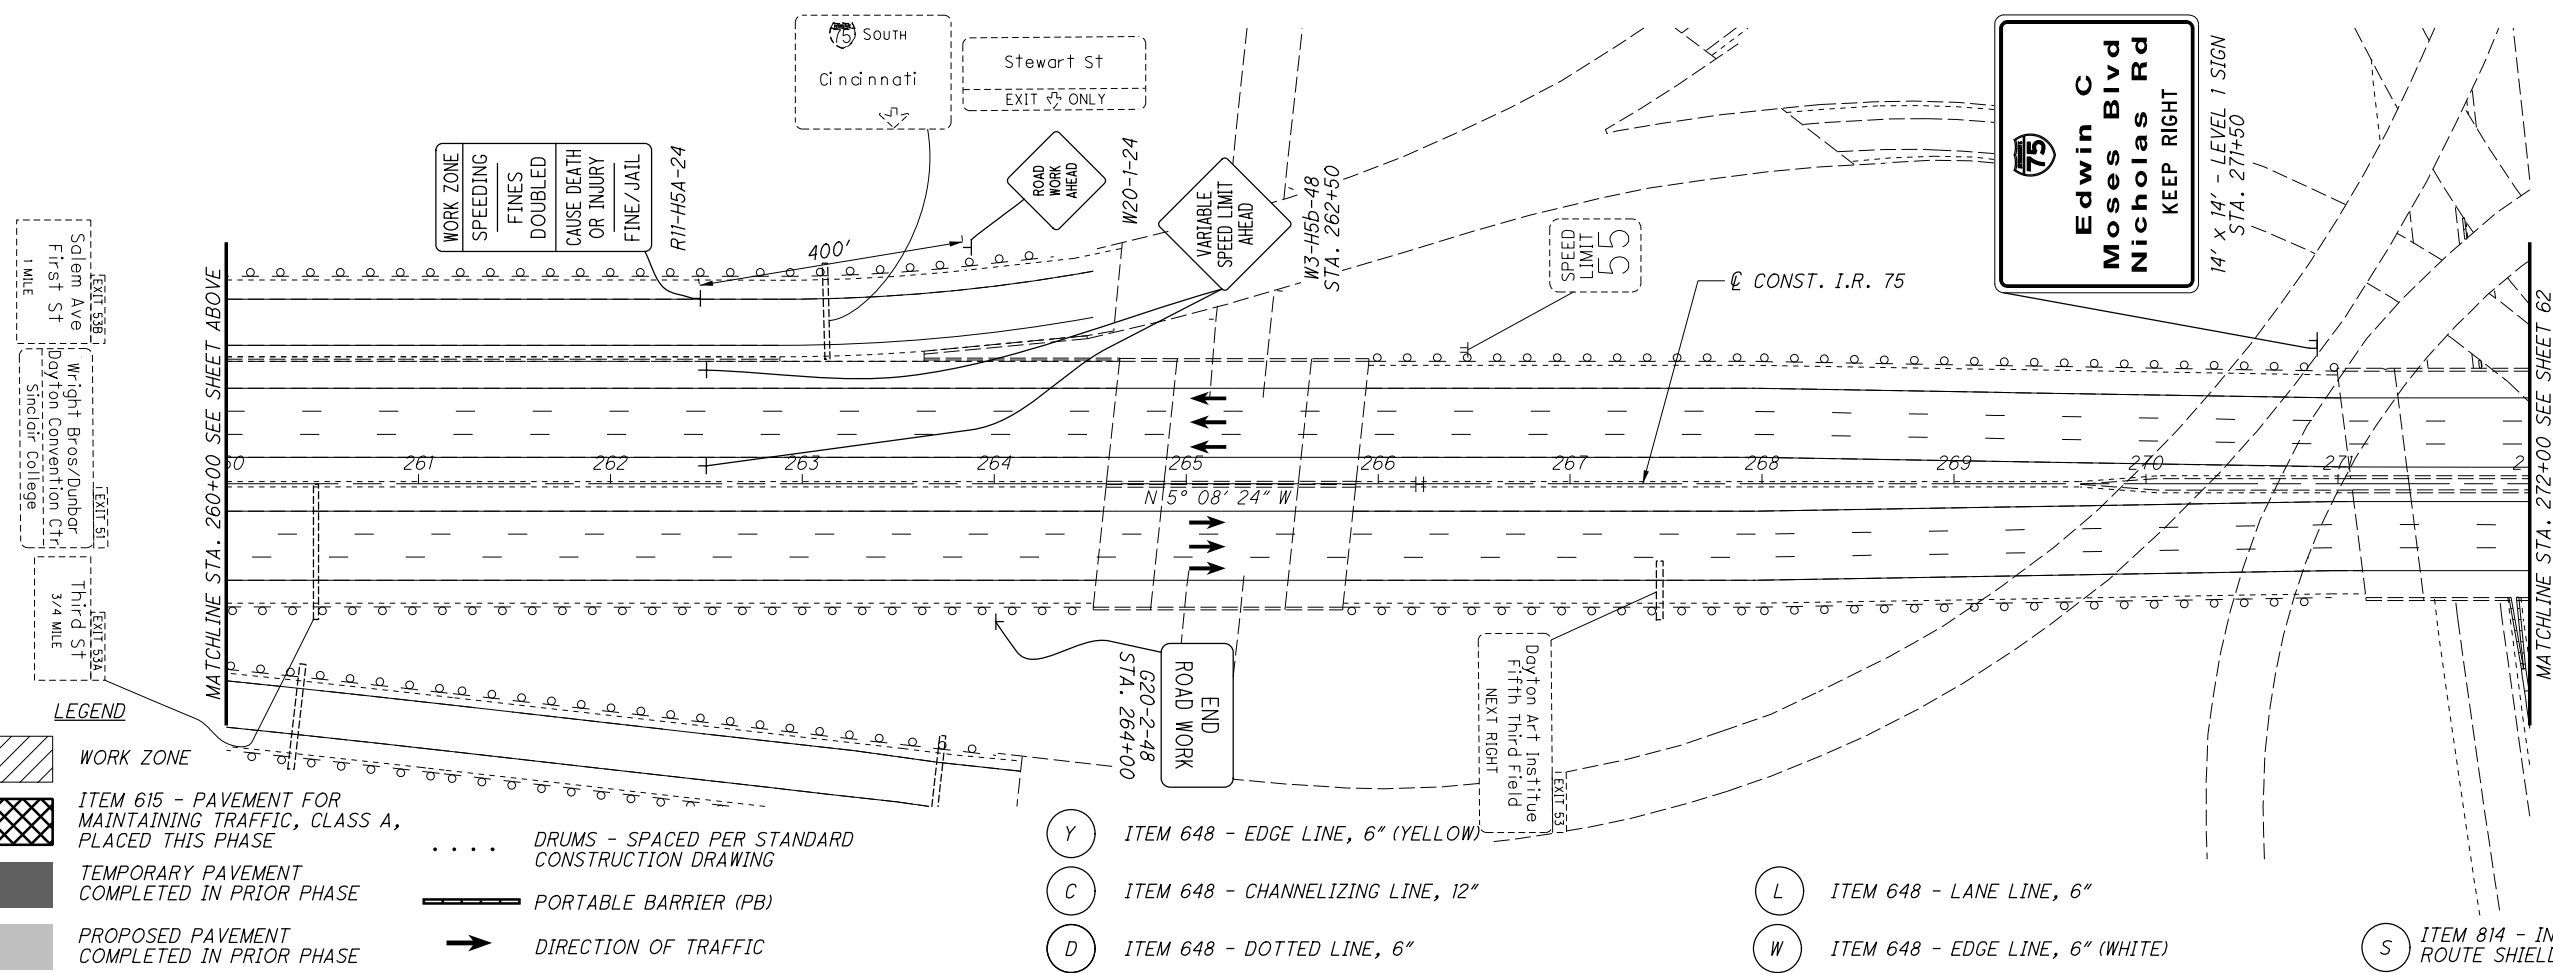 75 SOUTH
Cincinnati
Stewart St
EXIT ONLY
WORK ZONE
SPEEDING
FINES
DOUBLED
CAUSE DEATH
OR INJURY
FINE/JAIL
R11-H5A-24
400'
ROAD
WORK
AHEAD
W20-1-24
VARIABLE
SPEED LIMIT
AHEAD
W3-H5b-48
STA. 262+50
SPEED
LIMIT
55
℄ CONST. I.R. 75
75
Edwin C
Moses Blvd
Nicholas Rd
KEEP RIGHT
14' x 14' - LEVEL 1 SIGN
STA. 271+50
EXIT 53B
Salem Ave
First St
1 MILE
EXIT 51
Wright Bros/Dunbar
Dayton Convention Ctr
Sinclair College
EXIT 53A
Third St
3/4 MILE
MATCHLINE STA. 260+00 SEE SHEET ABOVE
60 261 262 263 264 265 266 267 268 269 270 271 2
N 5° 08' 24" W
MATCHLINE STA. 272+00 SEE SHEET 62
END
ROAD WORK
G20-2-48
STA. 264+00
EXIT 53
Dayton Art Institue
Fifth Third Field
NEXT RIGHT
LEGEND
WORK ZONE
ITEM 615 - PAVEMENT FOR
MAINTAINING TRAFFIC, CLASS A,
PLACED THIS PHASE
TEMPORARY PAVEMENT
COMPLETED IN PRIOR PHASE
PROPOSED PAVEMENT
COMPLETED IN PRIOR PHASE
DRUMS - SPACED PER STANDARD
CONSTRUCTION DRAWING
PORTABLE BARRIER (PB)
DIRECTION OF TRAFFIC
Y ITEM 648 - EDGE LINE, 6" (YELLOW)
C ITEM 648 - CHANNELIZING LINE, 12"
D ITEM 648 - DOTTED LINE, 6"
L ITEM 648 - LANE LINE, 6"
W ITEM 648 - EDGE LINE, 6" (WHITE)
S ITEM 814 - IN
ROUTE SHIEL